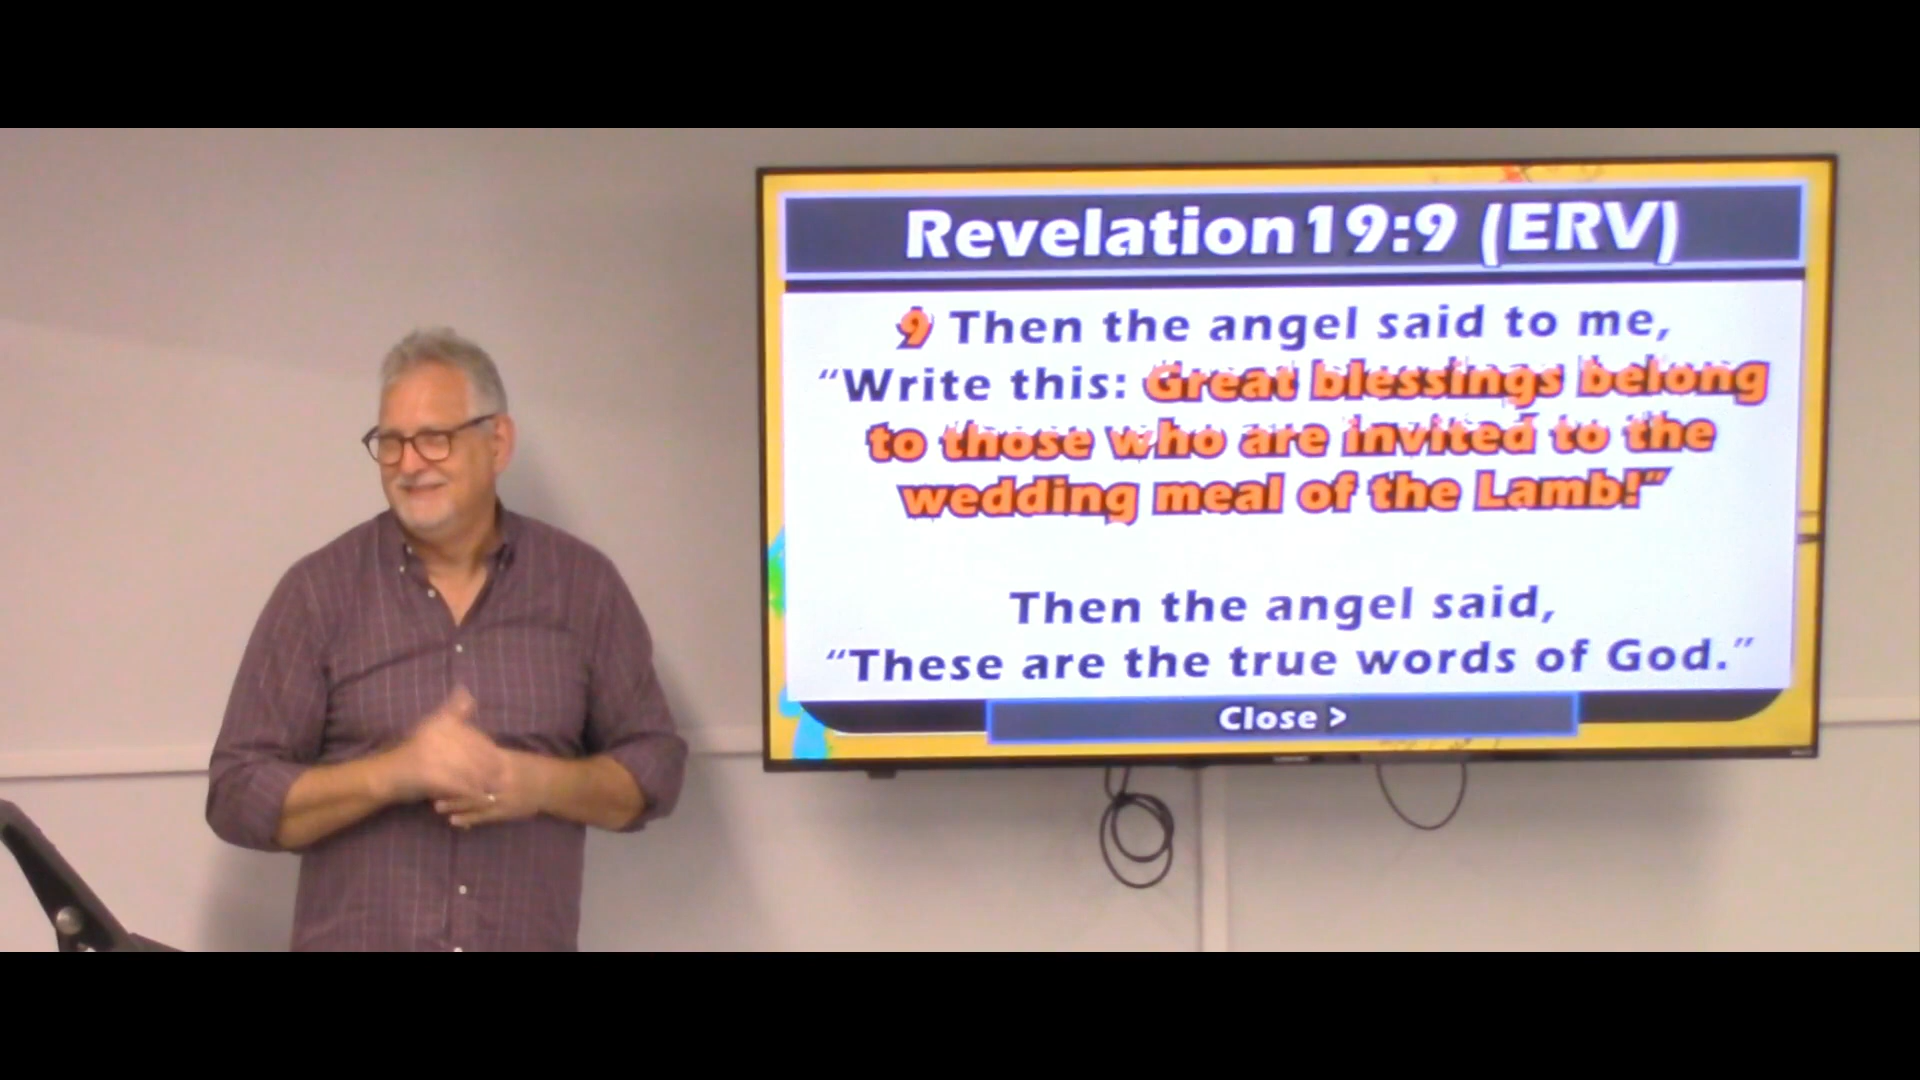 Revelation 19:9 (ERV)
9 Then the angel said to me,
“Write this: Great blessings belong
to those who are invited to the
wedding meal of the Lamb!”
Then the angel said,
“These are the true words of God.”
Close >